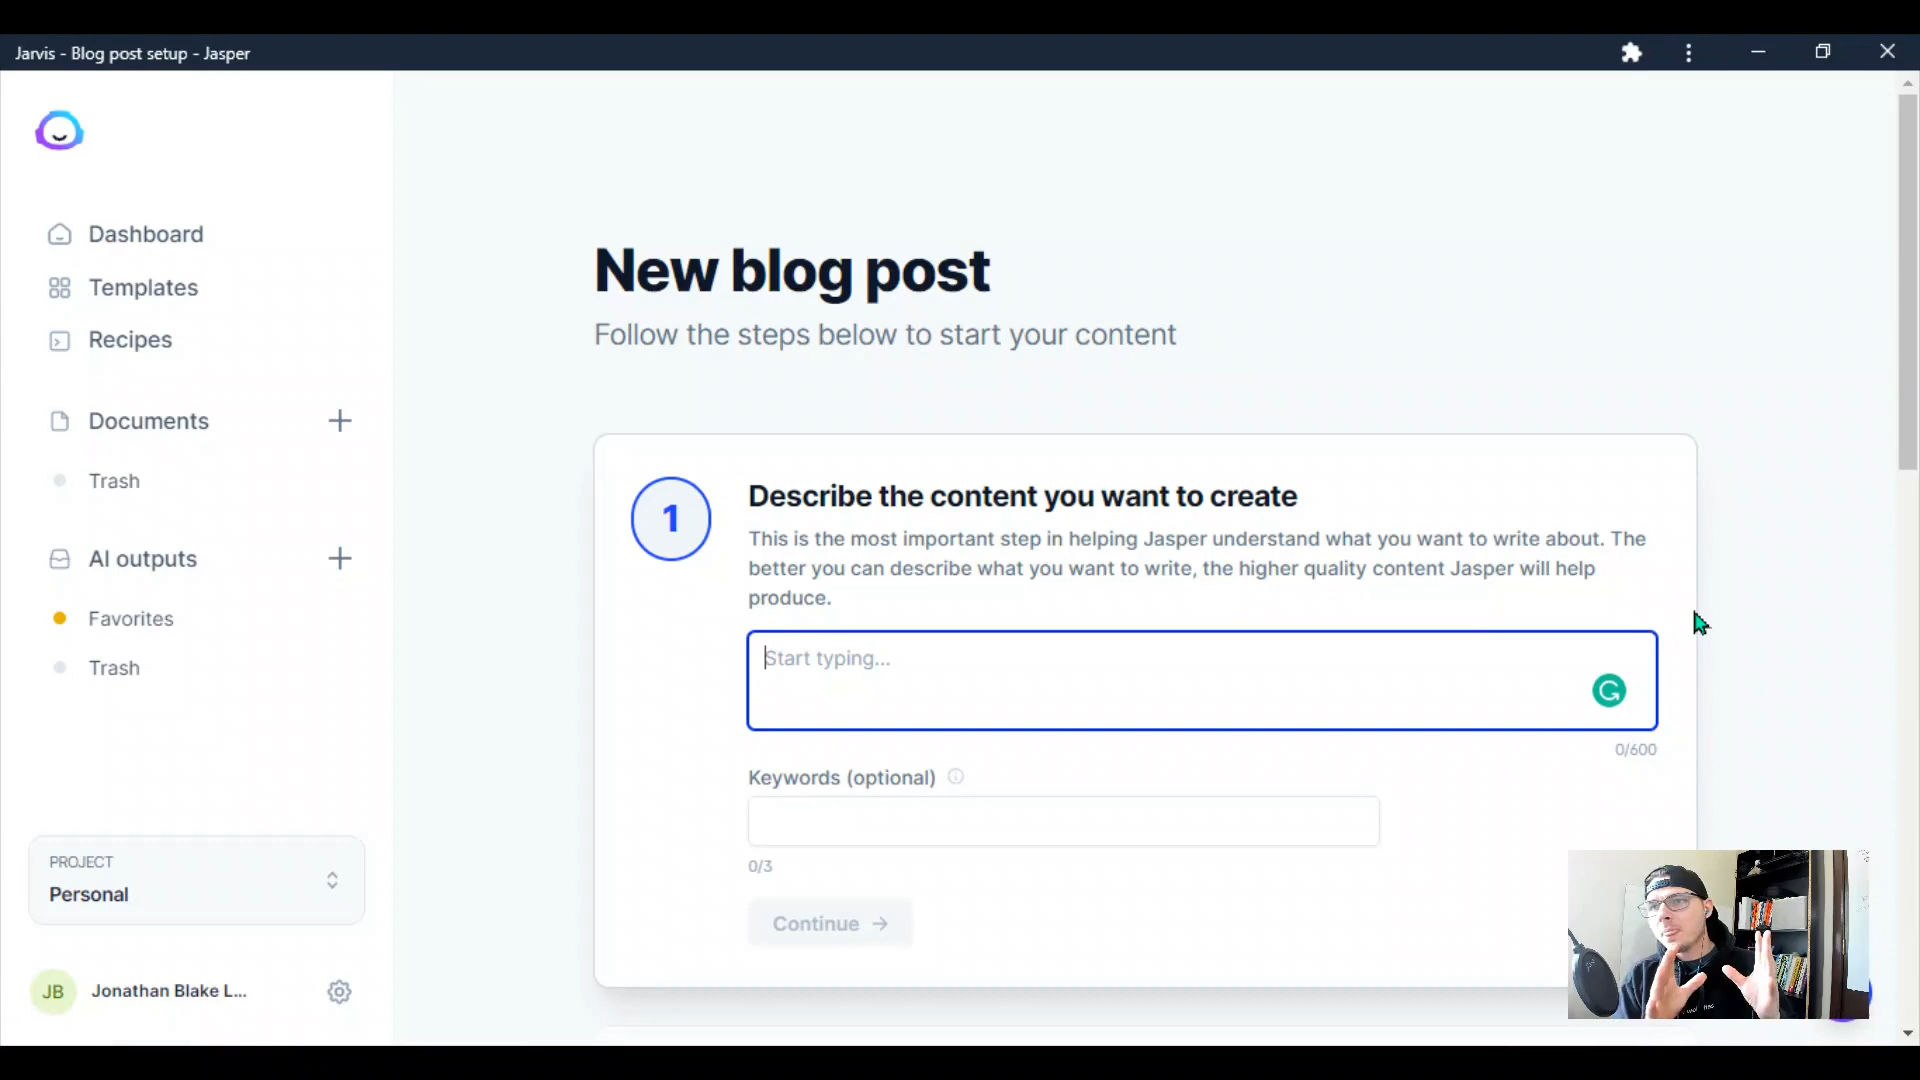 Jarvis - Blog post setup - Jasper
Dashboard
Templates
Recipes
Documents
Trash
AI outputs
Favorites
Trash
PROJECT
Personal
JB
Jonathan Blake L...
New blog post
Follow the steps below to start your content
1
Describe the content you want to create
This is the most important step in helping Jasper understand what you want to write about. The
better you can describe what you want to write, the higher quality content Jasper will help
produce.
Start typing...
0/600
Keywords (optional)
0/3
Continue